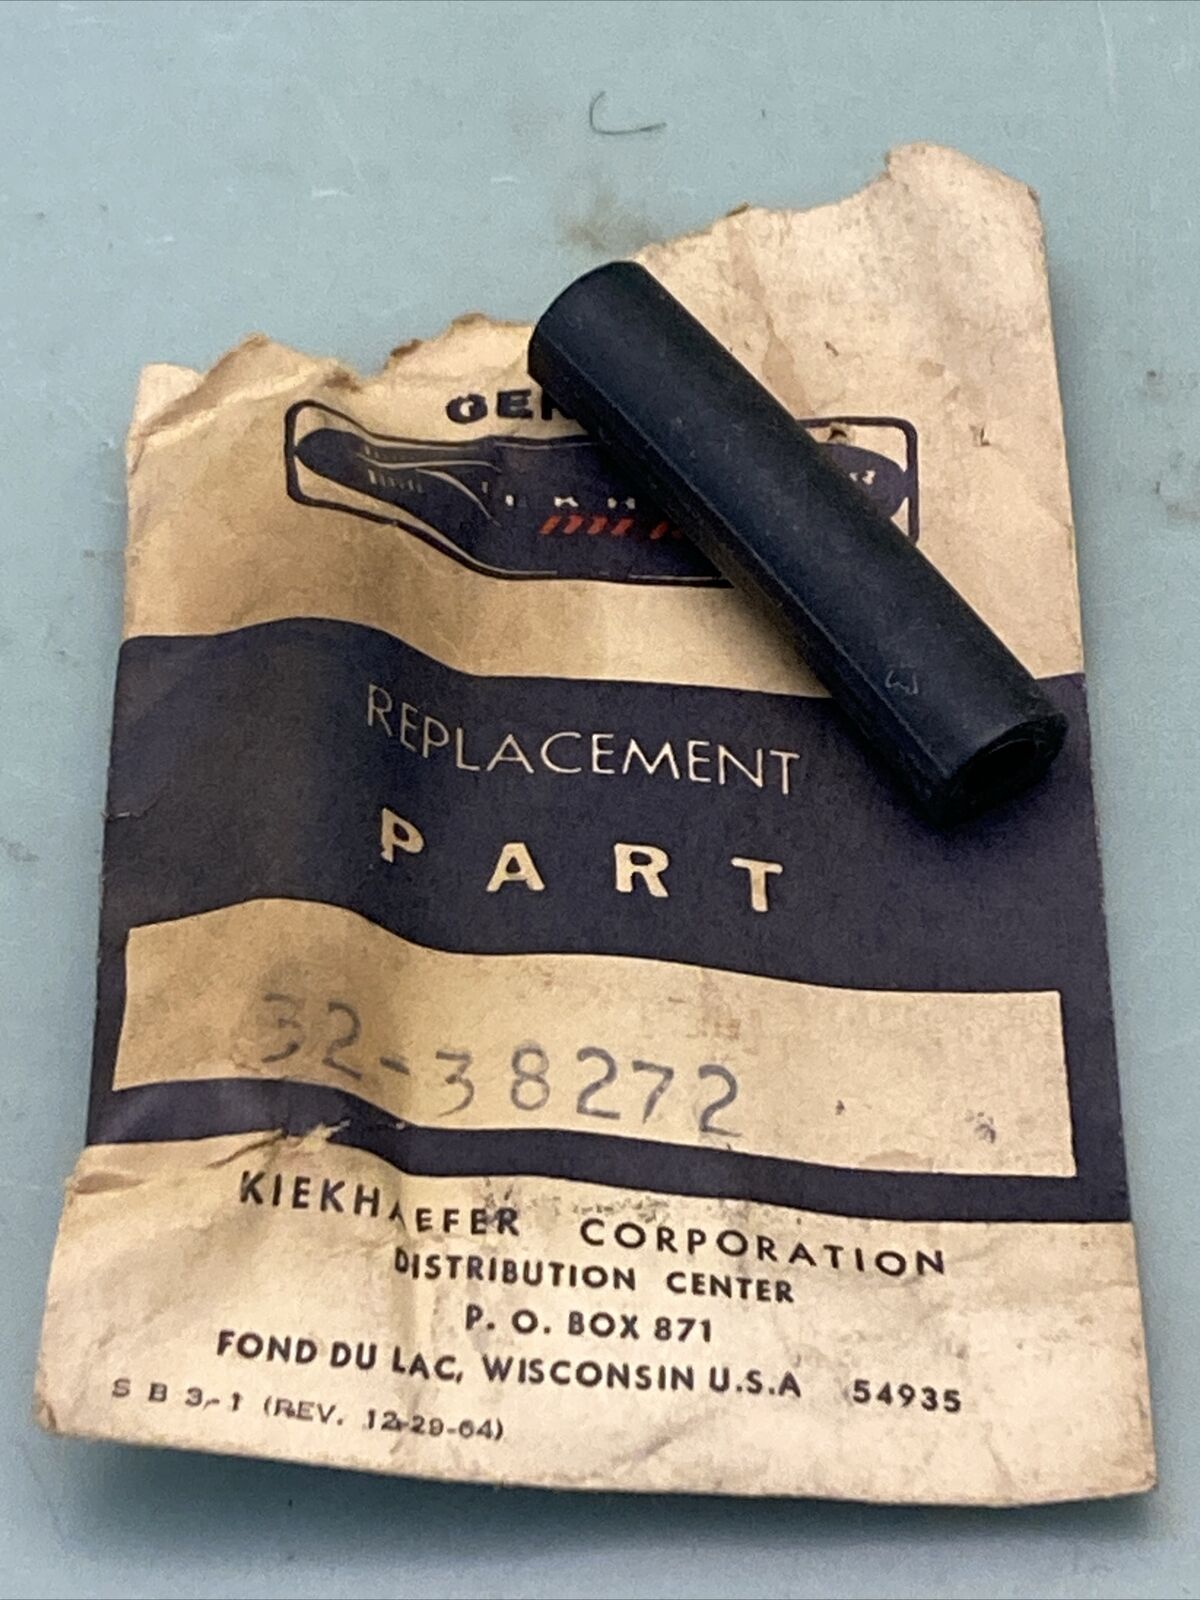 REPLACEMENT
PART
32-38272
KIEKHAEFER CORPORATION
DISTRIBUTION CENTER
P. O. BOX 871
FOND DU LAC, WISCONSIN U.S.A 54935
S B 3-1 (REV. 12-29-64)